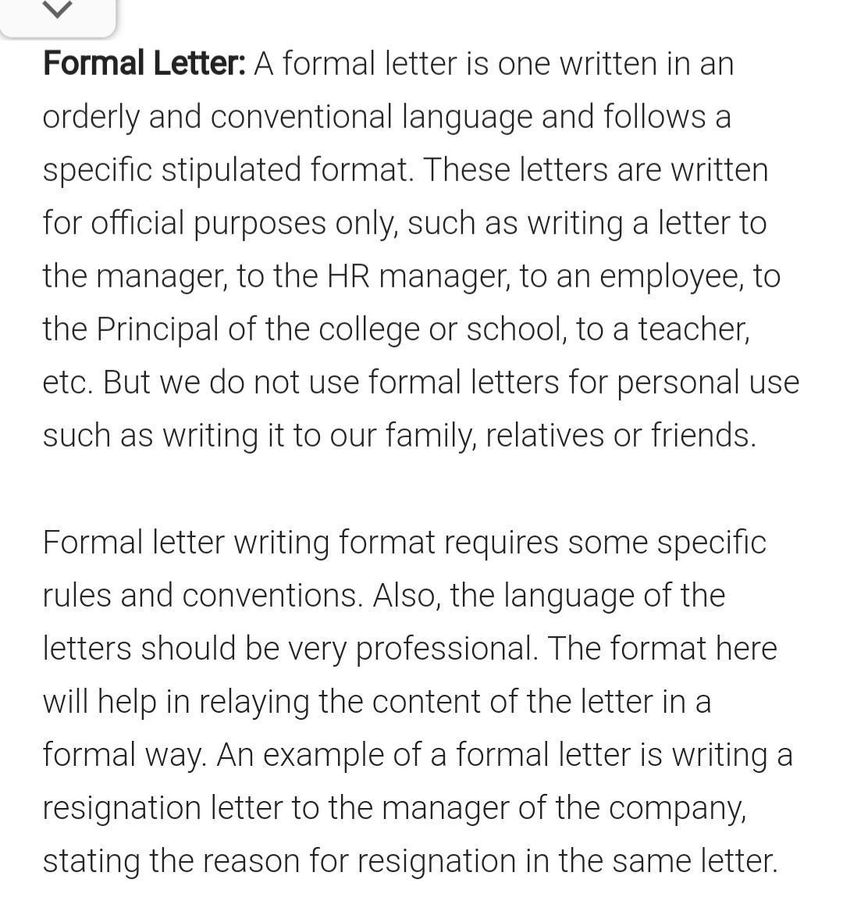 Formal Letter: A formal letter is one written in an
orderly and conventional language and follows a
specific stipulated format. These letters are written
for official purposes only, such as writing a letter to
the manager, to the HR manager, to an employee, to
the Principal of the college or school, to a teacher,
etc. But we do not use formal letters for personal use
such as writing it to our family, relatives or friends.
Formal letter writing format requires some specific
rules and conventions. Also, the language of the
letters should be very professional. The format here
will help in relaying the content of the letter in a
formal way. An example of a formal letter is writing a
resignation letter to the manager of the company,
stating the reason for resignation in the same letter.